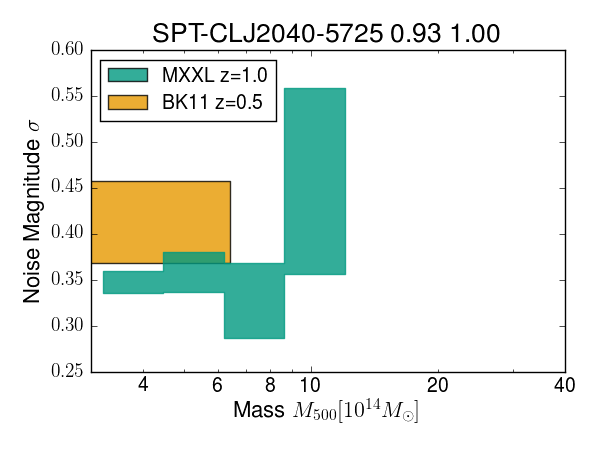 SPT-CLJ2040-5725 0.93 1.00
MXXL z=1.0
BK11 z=0.5
Noise Magnitude σ
0.60
0.55
0.50
0.45
0.40
0.35
0.30
0.25
4 6 8 10 20 40
Mass M₅₀₀[10¹⁴M☉]